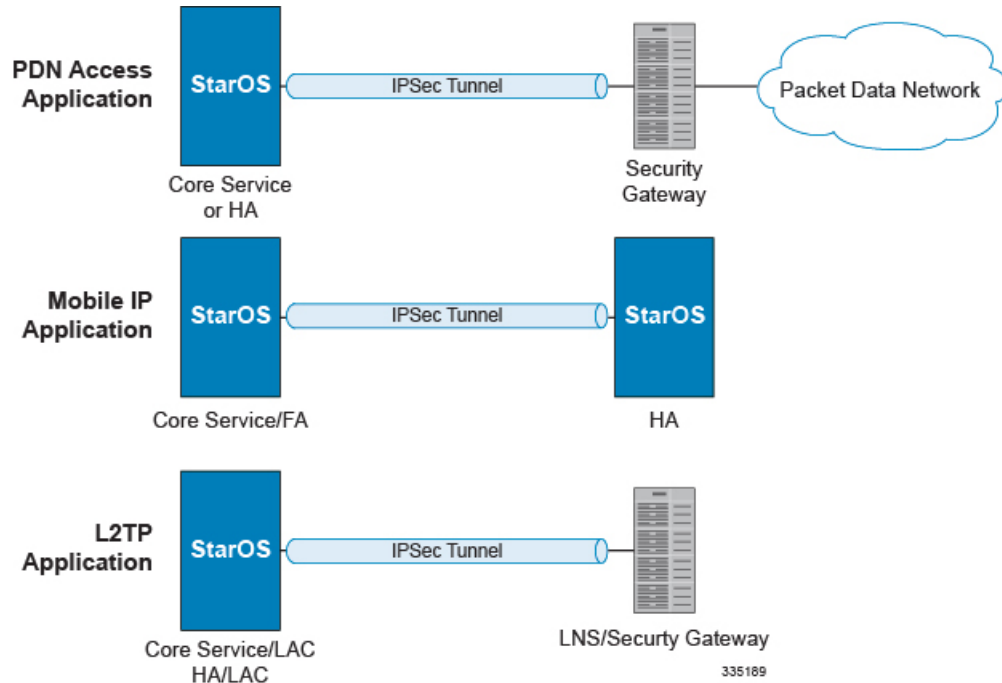 PDN Access
Application
StarOS
IPSec Tunnel
Packet Data Network
Core Service
or HA
Security
Gateway
Mobile IP
Application
StarOS
IPSec Tunnel
StarOS
Core Service/FA
HA
L2TP
Application
StarOS
IPSec Tunnel
Core Service/LAC
HA/LAC
LNS/Securty Gateway
335189